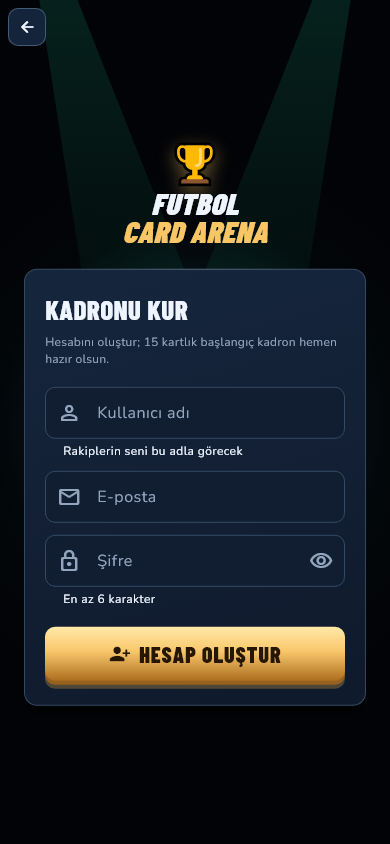 FUTBOL
CARD ARENA
KADRONU KUR
Hesabını oluştur; 15 kartlık başlangıç kadron hemen
hazır olsun.
Kullanıcı adı
Rakiplerin seni bu adla görecek
E-posta
Şifre
En az 6 karakter
HESAP OLUŞTUR